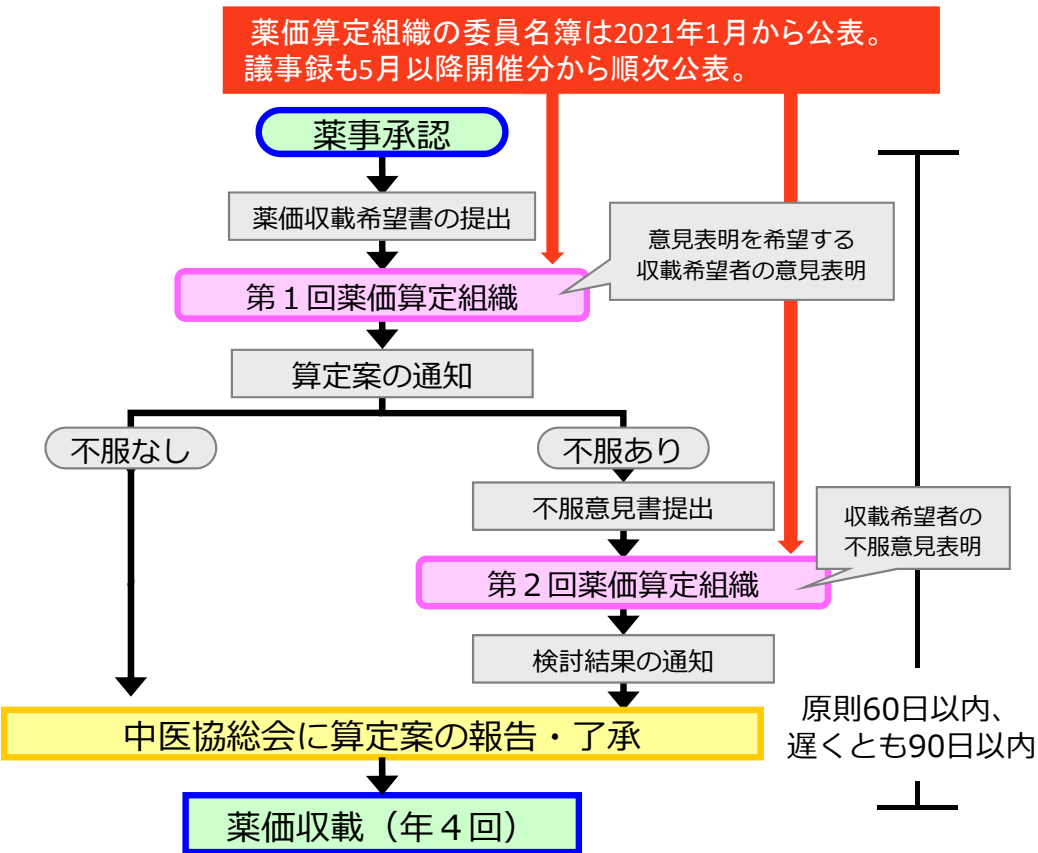 薬価算定組織の委員名簿は2021年1月から公表。
議事録も5月以降開催分から順次公表。
薬事承認
薬価収載希望書の提出
意見表明を希望する
収載希望者の意見表明
第１回薬価算定組織
算定案の通知
不服なし
不服あり
不服意見書提出
収載希望者の
不服意見表明
第２回薬価算定組織
検討結果の通知
原則60日以内、
遅くとも90日以内
中医協総会に算定案の報告・了承
薬価収載（年４回）